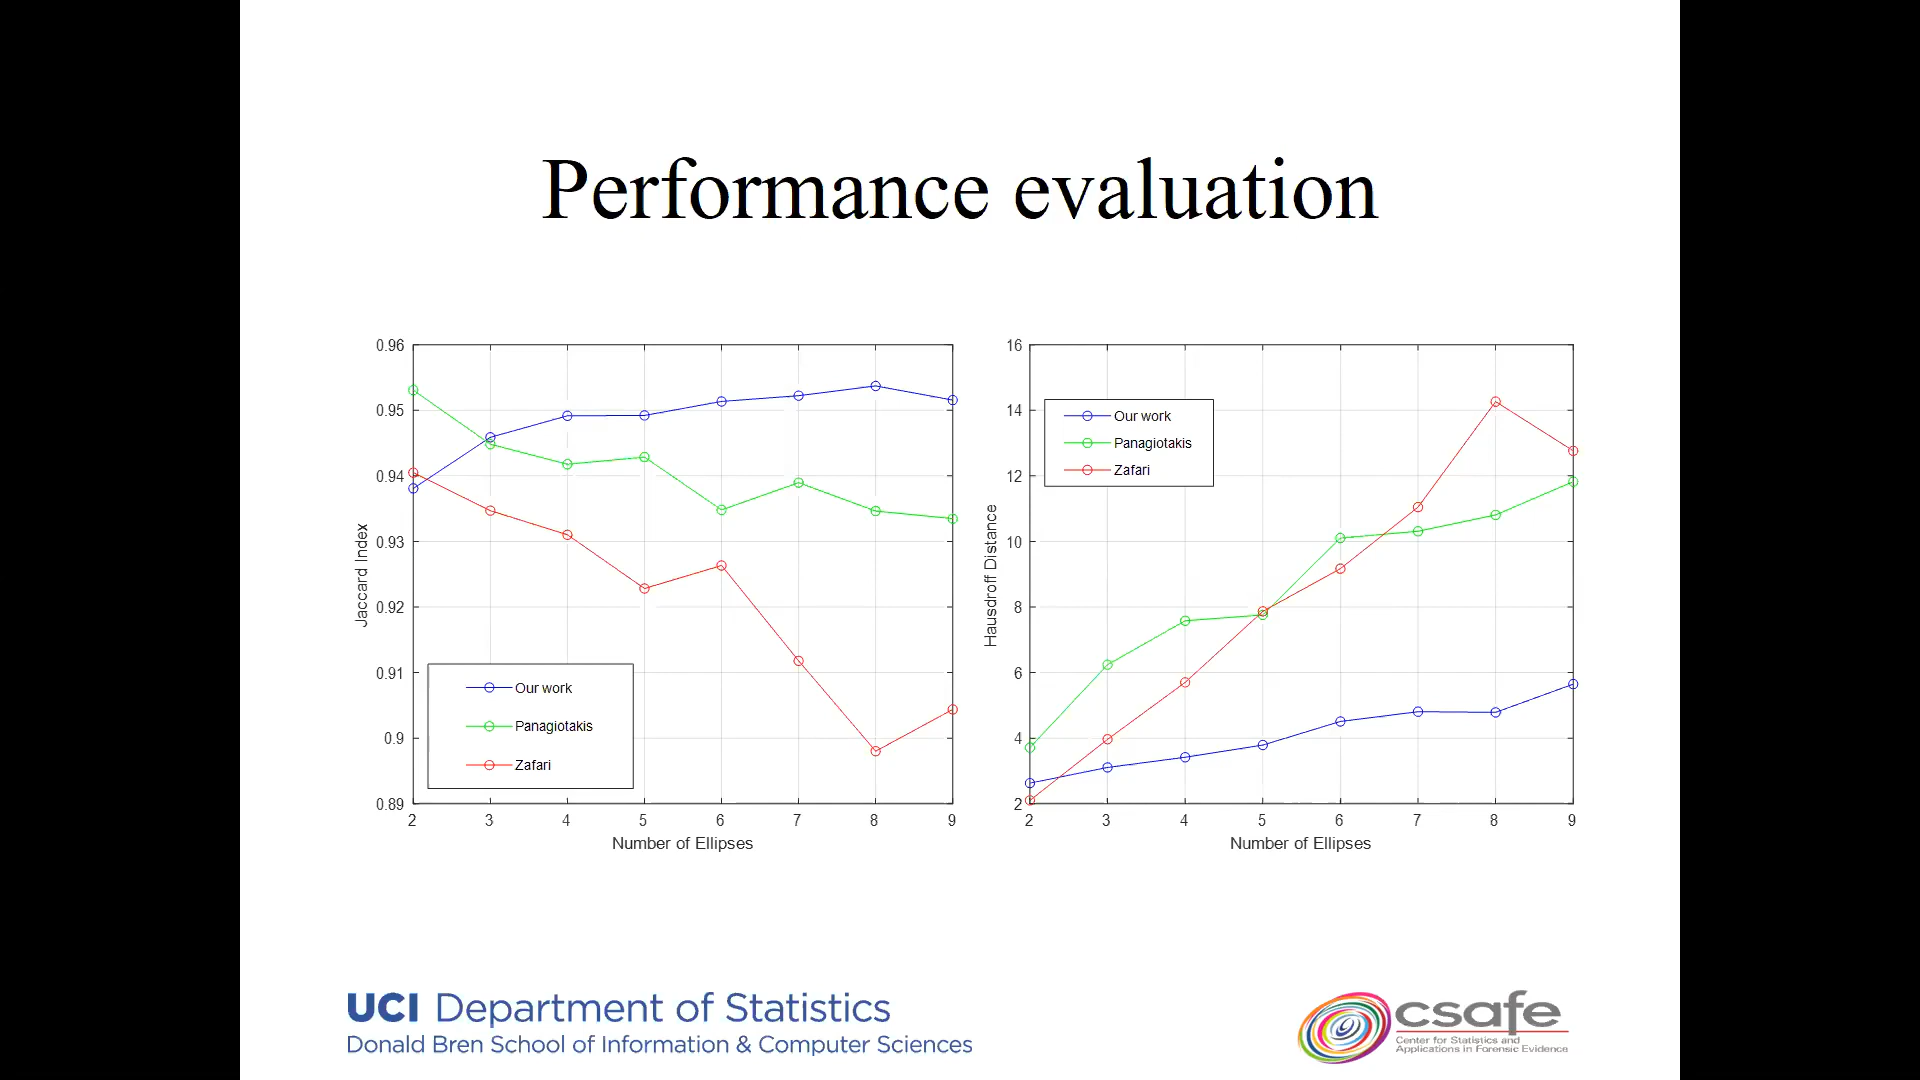 Performance evaluation
0.96
0.95
0.94
0.93
0.92
0.91
0.9
0.89
Jaccard Index
Our work
Panagiotakis
Zafari
2 3 4 5 6 7 8 9
Number of Ellipses
16
14
12
10
8
6
4
2
Hausdroff Distance
Our work
Panagiotakis
Zafari
2 3 4 5 6 7 8 9
Number of Ellipses
UCI Department of Statistics
Donald Bren School of Information & Computer Sciences
csafe
Center for Statistics and
Applications in Forensic Evidence